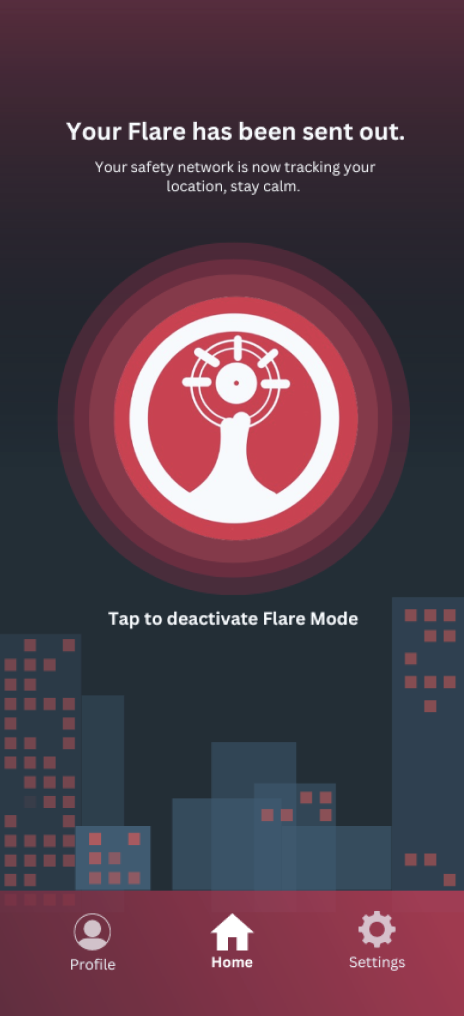 Your Flare has been sent out.
Your safety network is now tracking your
location, stay calm.
Tap to deactivate Flare Mode
Profile
Home
Settings